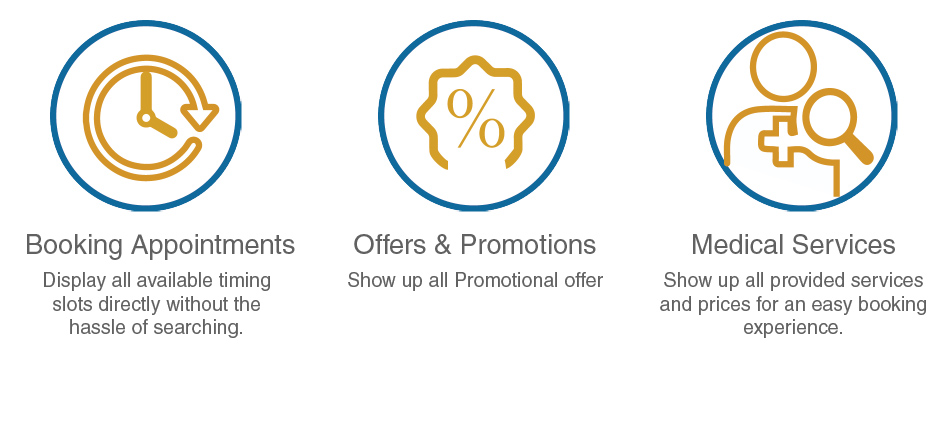 %
Booking Appointments
Display all available timing
slots directly without the
hassle of searching.
Offers & Promotions
Show up all Promotional offer
Medical Services
Show up all provided services
and prices for an easy booking
experience.